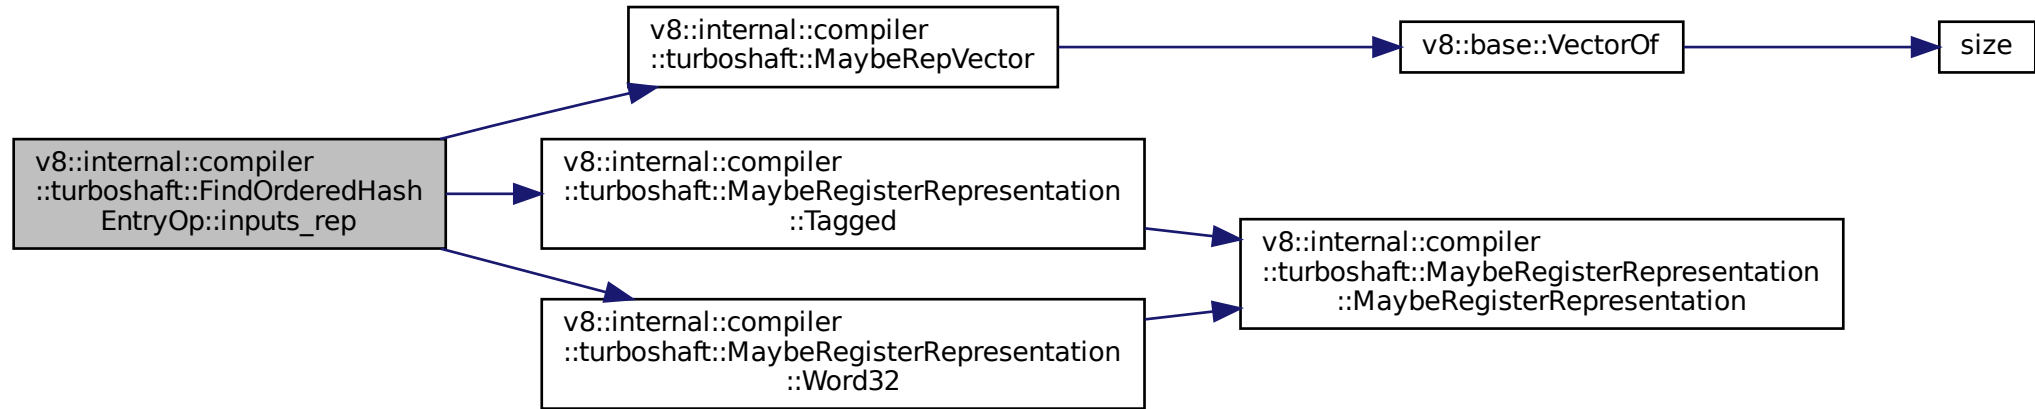 v8::internal::compiler
::turboshaft::FindOrderedHash
EntryOp::inputs_rep
v8::internal::compiler
::turboshaft::MaybeRepVector
v8::base::VectorOf
size
v8::internal::compiler
::turboshaft::MaybeRegisterRepresentation
::Tagged
v8::internal::compiler
::turboshaft::MaybeRegisterRepresentation
::MaybeRegisterRepresentation
v8::internal::compiler
::turboshaft::MaybeRegisterRepresentation
::Word32